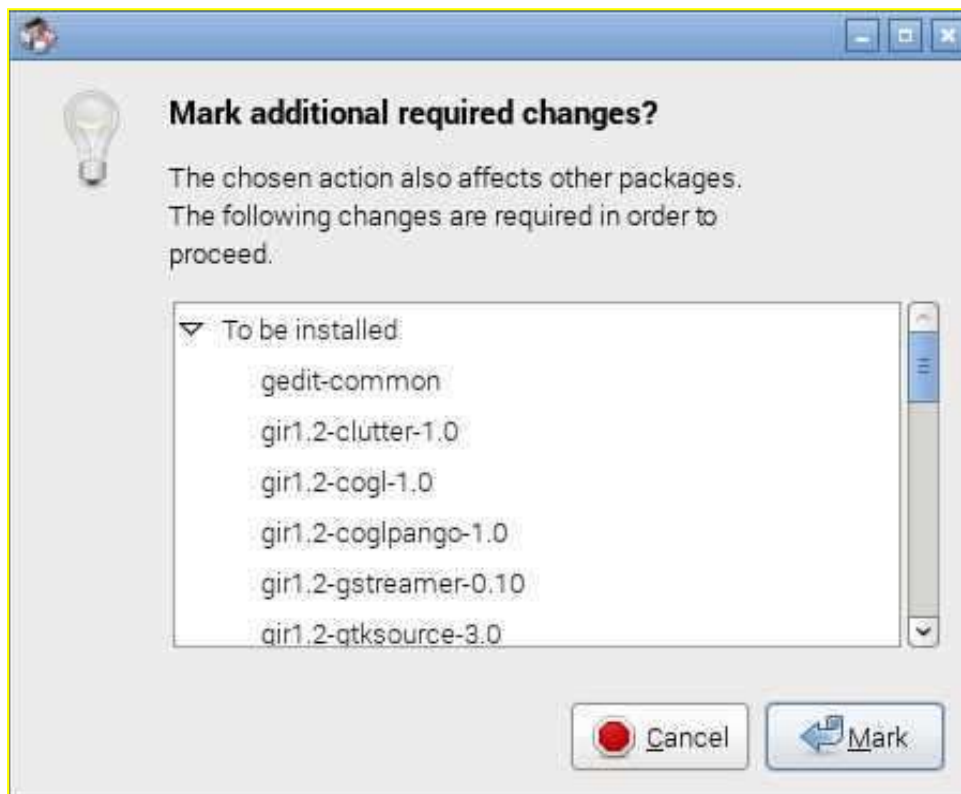 Mark additional required changes?
The chosen action also affects other packages.
The following changes are required in order to
proceed.
To be installed
gedit-common
gir1.2-clutter-1.0
gir1.2-cogl-1.0
gir1.2-coglpango-1.0
gir1.2-gstreamer-0.10
gir1.2-gtksource-3.0
Cancel
Mark